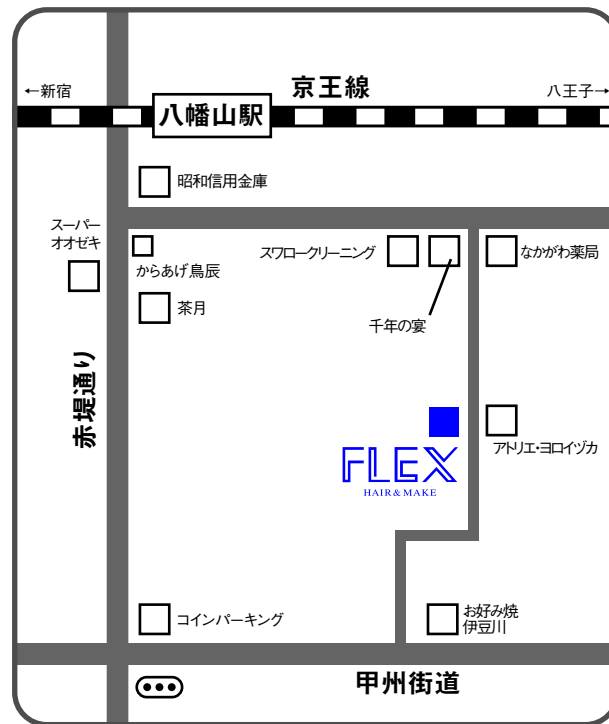 京王線
←新宿
八王子→
八幡山駅
昭和信用金庫
スーパー
オオゼキ
からあげ鳥辰
スワロークリーニング
なかがわ薬局
茶月
千年の宴
赤堤通り
アトリエ・ヨロイヅカ
FLEX
HAIR & MAKE
コインパーキング
お好み焼
伊豆川
甲州街道